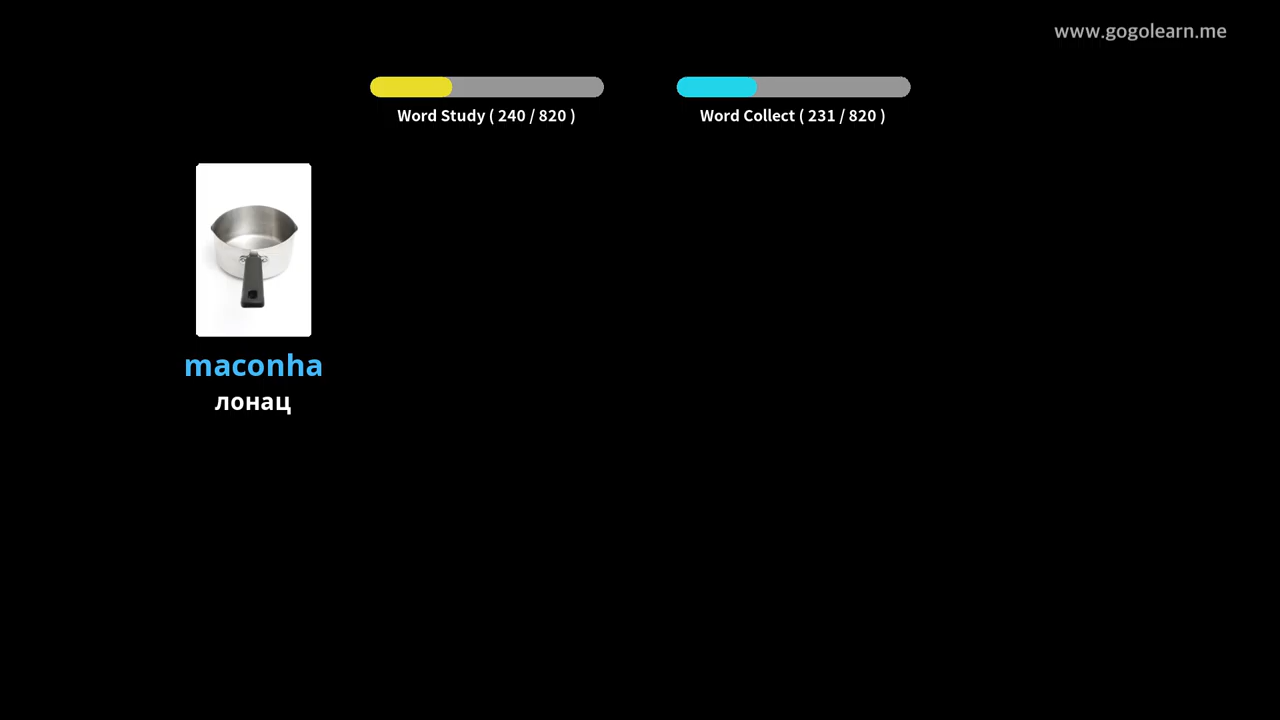 www.gogolearn.me
Word Study ( 240 / 820 )
Word Collect ( 231 / 820 )
maconha
лонац